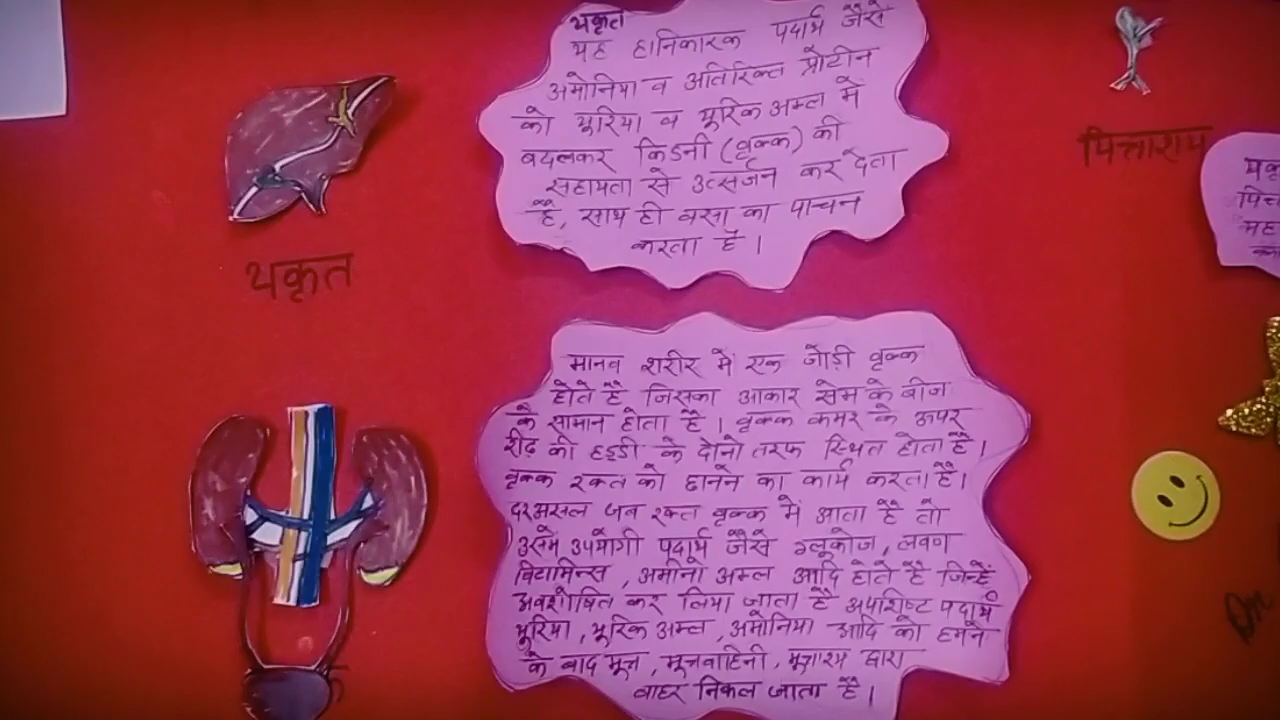 यकृत
यह हानिकारक पदार्थ जैसे
अमोनिया व अतिरिक्त प्रोटीन
को यूरिया व यूरिक अम्ल में
बदलकर किडनी (वृक्क) की
सहायता से उत्सर्जन कर देता
है, साथ ही वसा का पाचन
करता है।
यकृत
पित्ताशय
पित्त
मानव शरीर में एक जोड़ी वृक्क
होते हैं जिसका आकार सेम के बीज
के सामान होता है। वृक्क कमर के ऊपर
रीढ़ की हड्डी के दोनो तरफ स्थित होता है।
वृक्क रक्त को छानने का कार्य करता है।
दरअसल जब रक्त वृक्क में आता है तो
उसमे उपयोगी पदार्थ जैसे ग्लूकोज, लवण
विटामिन्स, अमीनो अम्ल आदि होते है जिन्हें
अवशोषित कर लिया जाता है अपशिष्ट पदार्थ
यूरिया, यूरिक अम्ल, अमोनिया आदि को
के बाद मूत्र, मूत्रवाहिनी, मूत्राशय द्वारा
बाहर निकल जाता है।